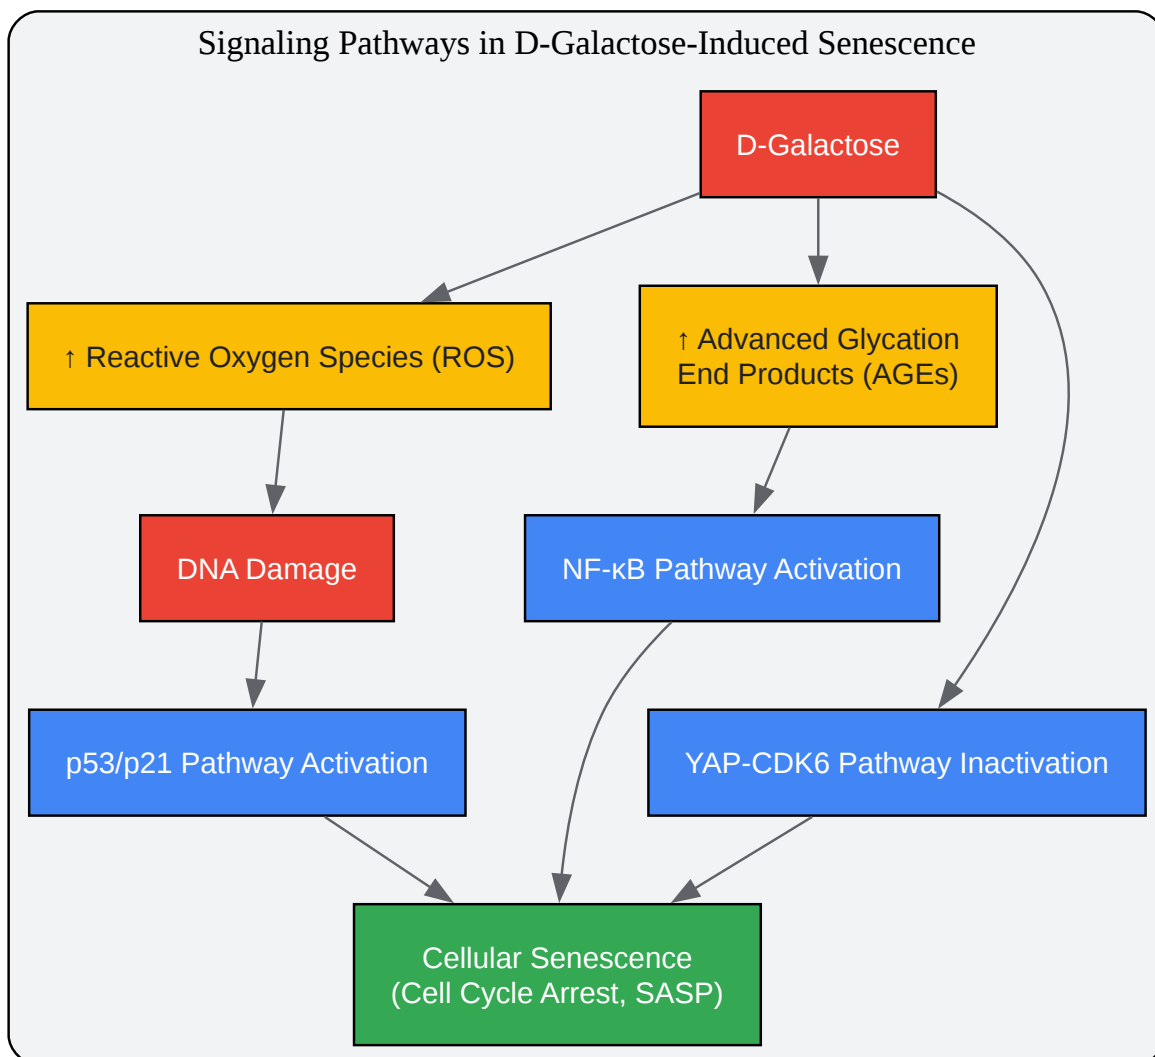 Signaling Pathways in D-Galactose-Induced Senescence
D-Galactose
↑ Reactive Oxygen Species (ROS)
↑ Advanced Glycation
End Products (AGEs)
DNA Damage
NF-κB Pathway Activation
p53/p21 Pathway Activation
YAP-CDK6 Pathway Inactivation
Cellular Senescence
(Cell Cycle Arrest, SASP)